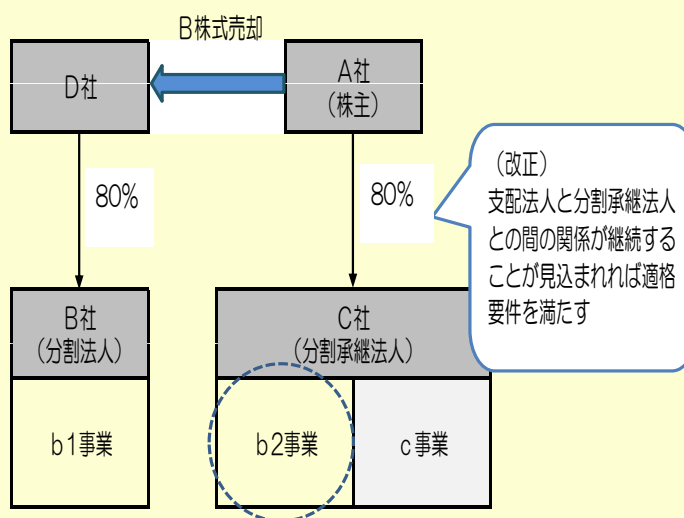 B株式売却
D社
A社
(株主)
80%
80%
(改正)
支配法人と分割承継法人
との間の関係が継続する
ことが見込まれれば適格
要件を満たす
B社
(分割法人)
C社
(分割承継法人)
b1事業
b2事業
c事業